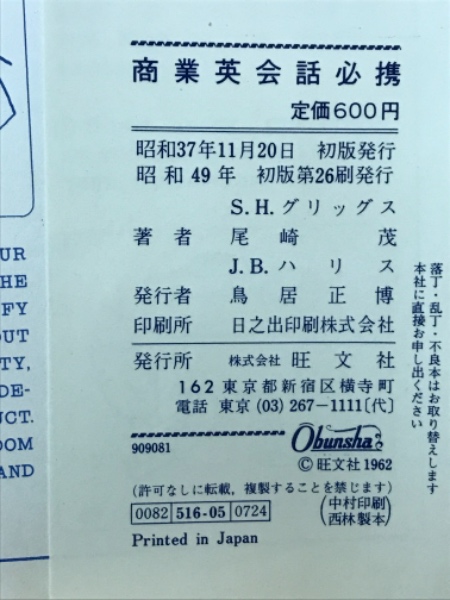 商業英会話必携
定価600円
昭和37年11月20日 初版発行
昭和49年 初版第26刷発行
S.H.グリッグス
著者 尾崎 茂
J.B.ハリス
発行者 鳥居正博
印刷所 日之出印刷株式会社
発行所 株式会社 旺文社
162 東京都新宿区横寺町
電話 東京(03)267-1111〔代〕
Obunsha
909081
©旺文社 1962
(許可なしに転載,複製することを禁じます)
0082 516-05 0724
(中村印刷
西林製本)
Printed in Japan
落丁・乱丁・不良本はお取り替えします
本社に直接お申し出ください
UR
HE
FY
OUT
TY,
DE-
UCT.
DOM
AND